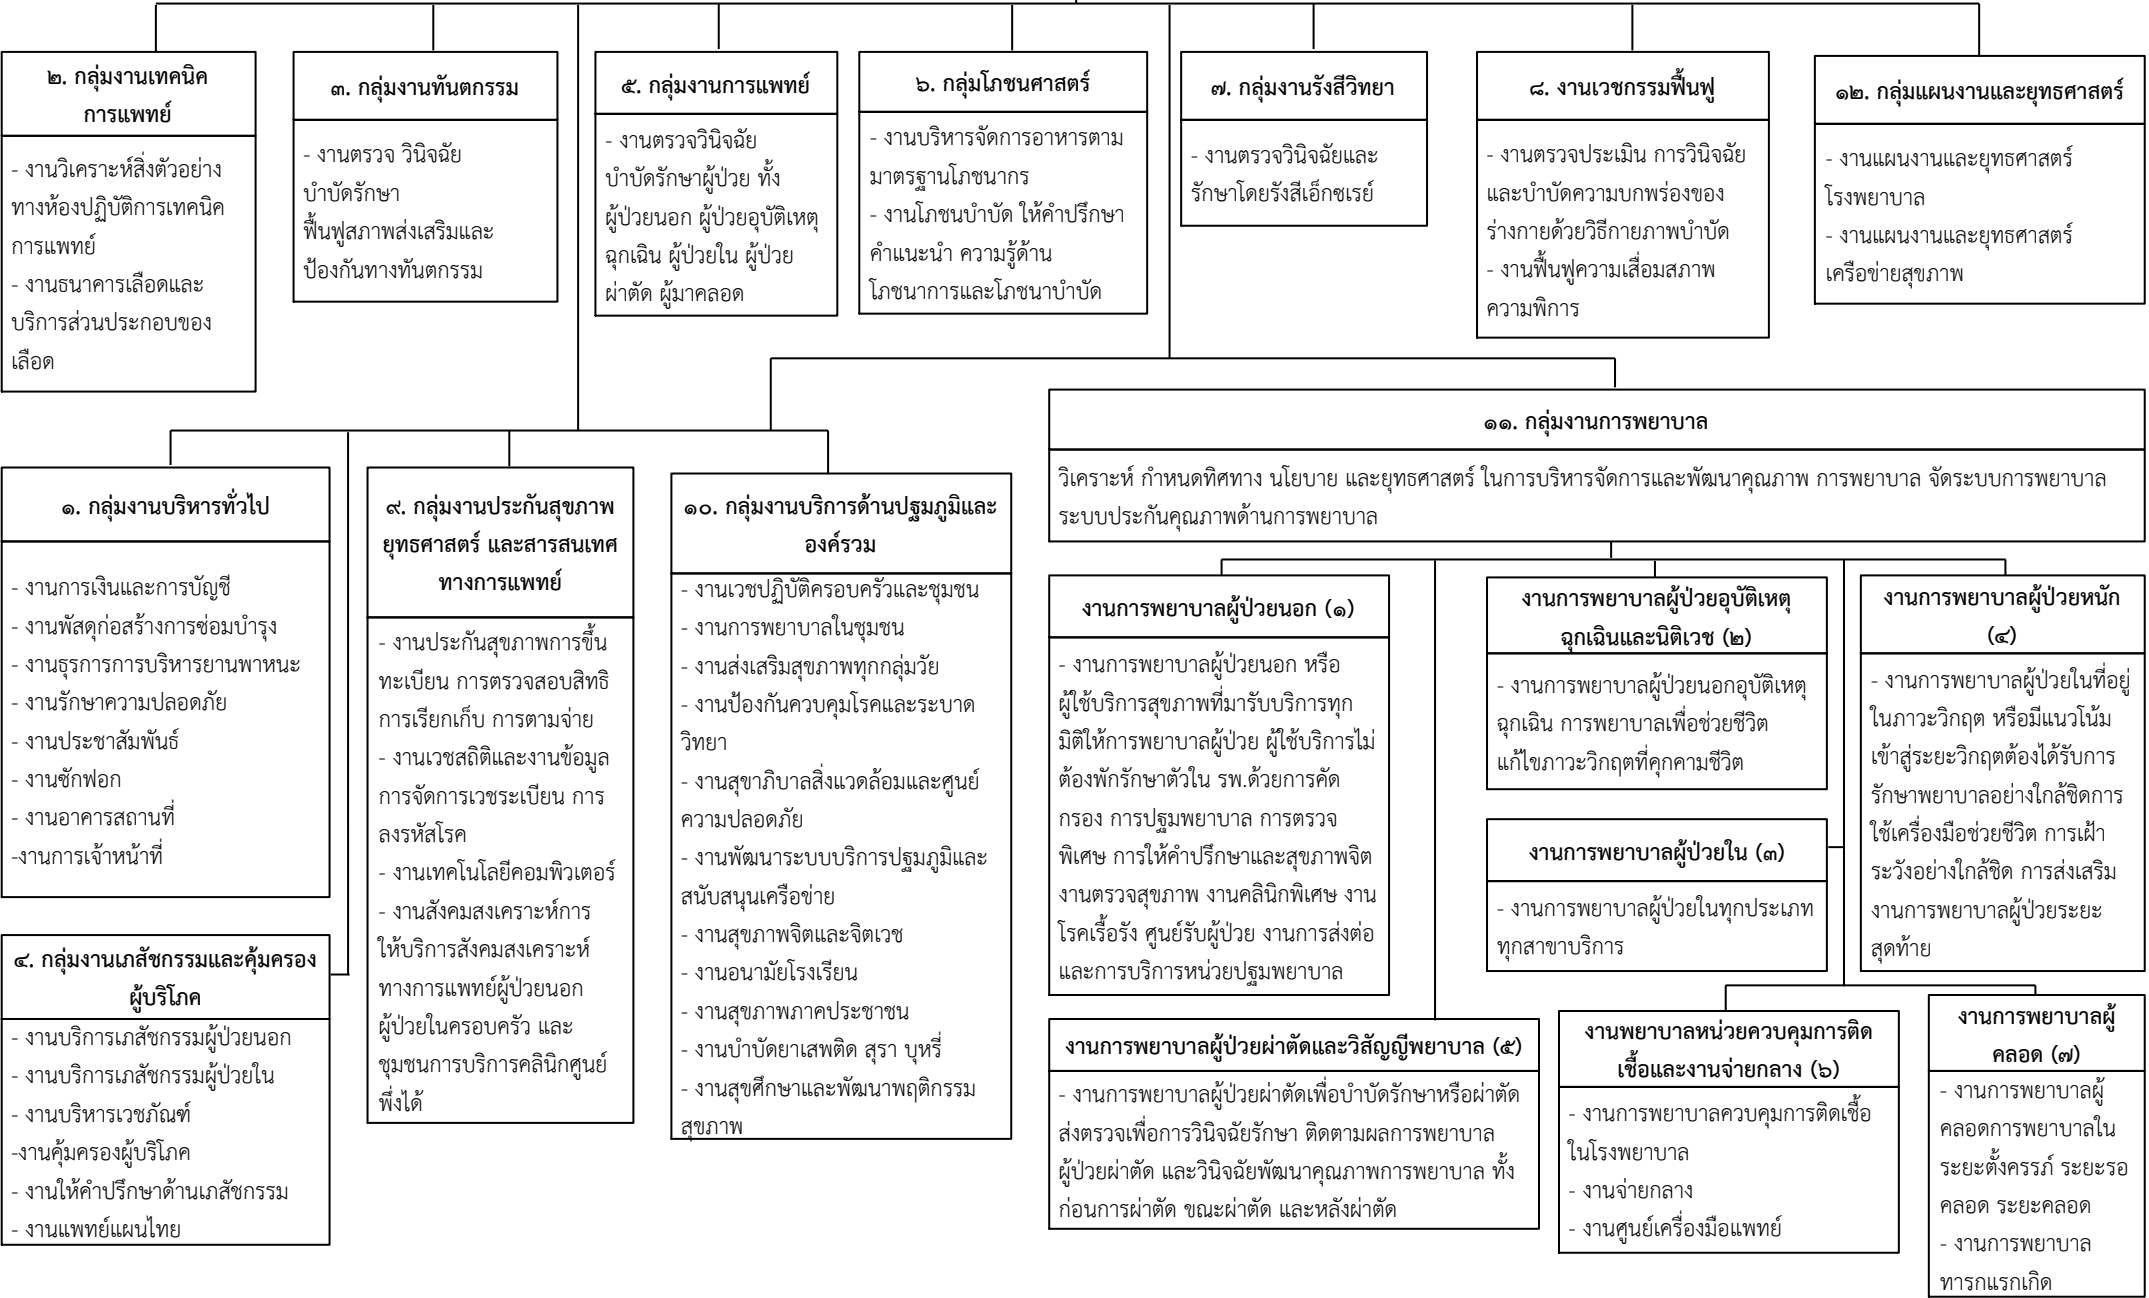 ๒. กลุ่มงานเทคนิค
การแพทย์
- งานวิเคราะห์สิ่งตัวอย่าง
ทางห้องปฏิบัติการเทคนิค
การแพทย์
- งานธนาคารเลือดและ
บริการส่วนประกอบของ
เลือด
๓. กลุ่มงานทันตกรรม
- งานตรวจ วินิจฉัย
บำบัดรักษา
ฟื้นฟูสภาพส่งเสริมและ
ป้องกันทางทันตกรรม
๕. กลุ่มงานการแพทย์
- งานตรวจวินิจฉัย
บำบัดรักษาผู้ป่วย ทั้ง
ผู้ป่วยนอก ผู้ป่วยอุบัติเหตุ
ฉุกเฉิน ผู้ป่วยใน ผู้ป่วย
ผ่าตัด ผู้มาคลอด
๖. กลุ่มโภชนศาสตร์
- งานบริหารจัดการอาหารตาม
มาตรฐานโภชนากร
- งานโภชนบำบัด ให้คำปรึกษา
คำแนะนำ ความรู้ด้าน
โภชนาการและโภชนาบำบัด
๗. กลุ่มงานรังสีวิทยา
- งานตรวจวินิจฉัยและ
รักษาโดยรังสีเอ็กซเรย์
๘. งานเวชกรรมฟื้นฟู
- งานตรวจประเมิน การวินิจฉัย
และบำบัดความบกพร่องของ
ร่างกายด้วยวิธีกายภาพบำบัด
- งานฟื้นฟูความเสื่อมสภาพ
ความพิการ
๑๒. กลุ่มแผนงานและยุทธศาสตร์
- งานแผนงานและยุทธศาสตร์
โรงพยาบาล
- งานแผนงานและยุทธศาสตร์
เครือข่ายสุขภาพ
๑. กลุ่มงานบริหารทั่วไป
- งานการเงินและการบัญชี
- งานพัสดุก่อสร้างการซ่อมบำรุง
- งานธุรการการบริหารยานพาหนะ
- งานรักษาความปลอดภัย
- งานประชาสัมพันธ์
- งานซักฟอก
- งานอาคารสถานที่
-งานการเจ้าหน้าที่
๔. กลุ่มงานเภสัชกรรมและคุ้มครอง
ผู้บริโภค
- งานบริการเภสัชกรรมผู้ป่วยนอก
- งานบริการเภสัชกรรมผู้ป่วยใน
- งานบริหารเวชภัณฑ์
-งานคุ้มครองผู้บริโภค
- งานให้คำปรึกษาด้านเภสัชกรรม
- งานแพทย์แผนไทย
๙. กลุ่มงานประกันสุขภาพ
ยุทธศาสตร์ และสารสนเทศ
ทางการแพทย์
- งานประกันสุขภาพการขึ้น
ทะเบียน การตรวจสอบสิทธิ
การเรียกเก็บ การตามจ่าย
- งานเวชสถิติและงานข้อมูล
การจัดการเวชระเบียน การ
ลงรหัสโรค
- งานเทคโนโลยีคอมพิวเตอร์
- งานสังคมสงเคราะห์การ
ให้บริการสังคมสงเคราะห์
ทางการแพทย์ผู้ป่วยนอก
ผู้ป่วยในครอบครัว และ
ชุมชนการบริการคลินิกศูนย์
พึ่งได้
๑๐. กลุ่มงานบริการด้านปฐมภูมิและ
องค์รวม
- งานเวชปฏิบัติครอบครัวและชุมชน
- งานการพยาบาลในชุมชน
- งานส่งเสริมสุขภาพทุกกลุ่มวัย
- งานป้องกันควบคุมโรคและระบาด
วิทยา
- งานสุขาภิบาลสิ่งแวดล้อมและศูนย์
ความปลอดภัย
- งานพัฒนาระบบบริการปฐมภูมิและ
สนับสนุนเครือข่าย
- งานสุขภาพจิตและจิตเวช
- งานอนามัยโรงเรียน
- งานสุขภาพภาคประชาชน
- งานบำบัดยาเสพติด สุรา บุหรี่
- งานสุขศึกษาและพัฒนาพฤติกรรม
สุขภาพ
๑๑. กลุ่มงานการพยาบาล
วิเคราะห์ กำหนดทิศทาง นโยบาย และยุทธศาสตร์ ในการบริหารจัดการและพัฒนาคุณภาพ การพยาบาล จัดระบบการพยาบาล
ระบบประกันคุณภาพด้านการพยาบาล
งานการพยาบาลผู้ป่วยนอก (๑)
- งานการพยาบาลผู้ป่วยนอก หรือ
ผู้ใช้บริการสุขภาพที่มารับบริการทุก
มิติให้การพยาบาลผู้ป่วย ผู้ใช้บริการไม่
ต้องพักรักษาตัวใน รพ.ด้วยการคัด
กรอง การปฐมพยาบาล การตรวจ
พิเศษ การให้คำปรึกษาและสุขภาพจิต
งานตรวจสุขภาพ งานคลินิกพิเศษ งาน
โรคเรื้อรัง ศูนย์รับผู้ป่วย งานการส่งต่อ
และการบริการหน่วยปฐมพยาบาล
งานการพยาบาลผู้ป่วยอุบัติเหตุ
ฉุกเฉินและนิติเวช (๒)
- งานการพยาบาลผู้ป่วยนอกอุบัติเหตุ
ฉุกเฉิน การพยาบาลเพื่อช่วยชีวิต
แก้ไขภาวะวิกฤตที่คุกคามชีวิต
งานการพยาบาลผู้ป่วยใน (๓)
- งานการพยาบาลผู้ป่วยในทุกประเภท
ทุกสาขาบริการ
งานการพยาบาลผู้ป่วยหนัก
(๔)
- งานการพยาบาลผู้ป่วยในที่อยู่
ในภาวะวิกฤต หรือมีแนวโน้ม
เข้าสู่ระยะวิกฤตต้องได้รับการ
รักษาพยาบาลอย่างใกล้ชิดการ
ใช้เครื่องมือช่วยชีวิต การเฝ้า
ระวังอย่างใกล้ชิด การส่งเสริม
งานการพยาบาลผู้ป่วยระยะ
สุดท้าย
งานการพยาบาลผู้ป่วยผ่าตัดและวิสัญญีพยาบาล (๕)
- งานการพยาบาลผู้ป่วยผ่าตัดเพื่อบำบัดรักษาหรือผ่าตัด
ส่งตรวจเพื่อการวินิจฉัยรักษา ติดตามผลการพยาบาล
ผู้ป่วยผ่าตัด และวินิจฉัยพัฒนาคุณภาพการพยาบาล ทั้ง
ก่อนการผ่าตัด ขณะผ่าตัด และหลังผ่าตัด
งานพยาบาลหน่วยควบคุมการติด
เชื้อและงานจ่ายกลาง (๖)
- งานการพยาบาลควบคุมการติดเชื้อ
ในโรงพยาบาล
- งานจ่ายกลาง
- งานศูนย์เครื่องมือแพทย์
งานการพยาบาลผู้
คลอด (๗)
- งานการพยาบาลผู้
คลอดการพยาบาลใน
ระยะตั้งครรภ์ ระยะรอ
คลอด ระยะคลอด
- งานการพยาบาล
ทารกแรกเกิด